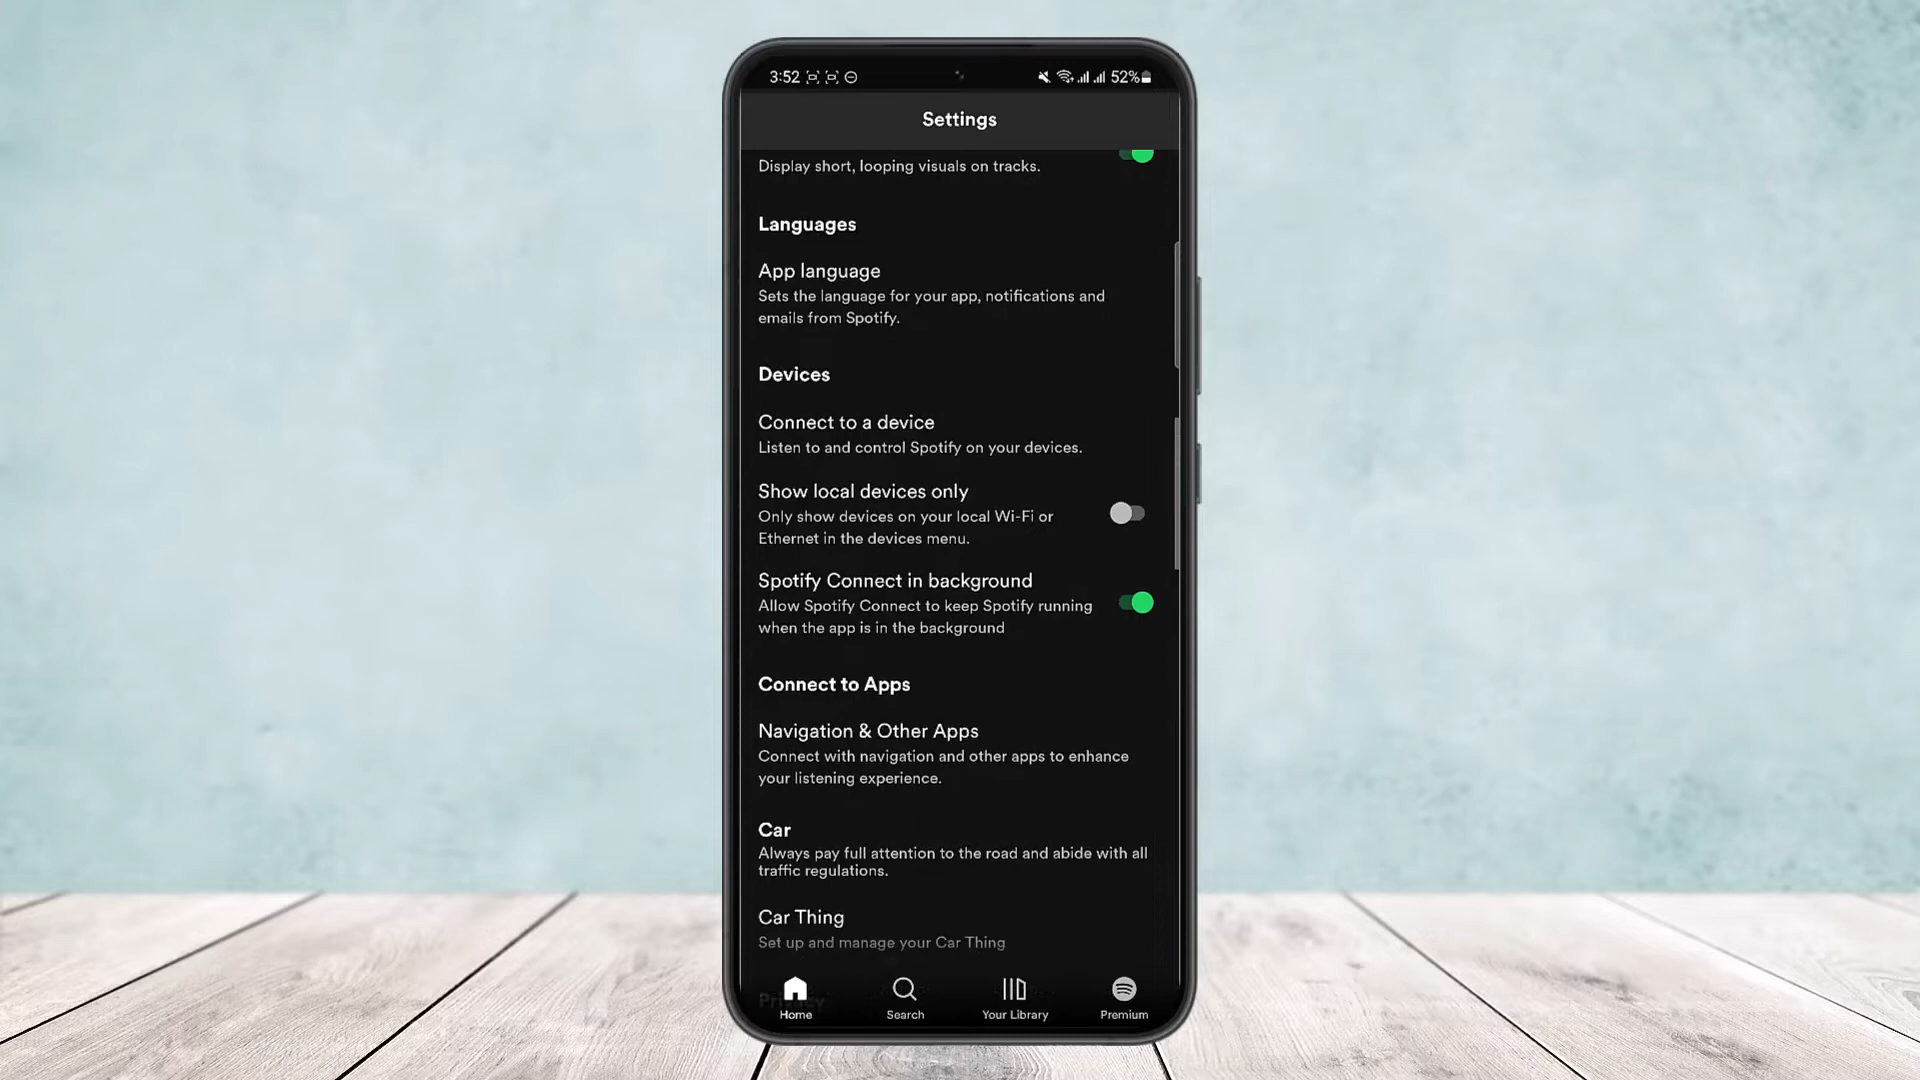 3:52
52%
Settings
Display short, looping visuals on tracks.
Languages
App language
Sets the language for your app, notifications and
emails from Spotify.
Devices
Connect to a device
Listen to and control Spotify on your devices.
Show local devices only
Only show devices on your local Wi-Fi or
Ethernet in the devices menu.
Spotify Connect in background
Allow Spotify Connect to keep Spotify running
when the app is in the background
Connect to Apps
Navigation & Other Apps
Connect with navigation and other apps to enhance
your listening experience.
Car
Always pay full attention to the road and abide with all
traffic regulations.
Car Thing
Set up and manage your Car Thing
Privacy
Home Search Your Library Premium